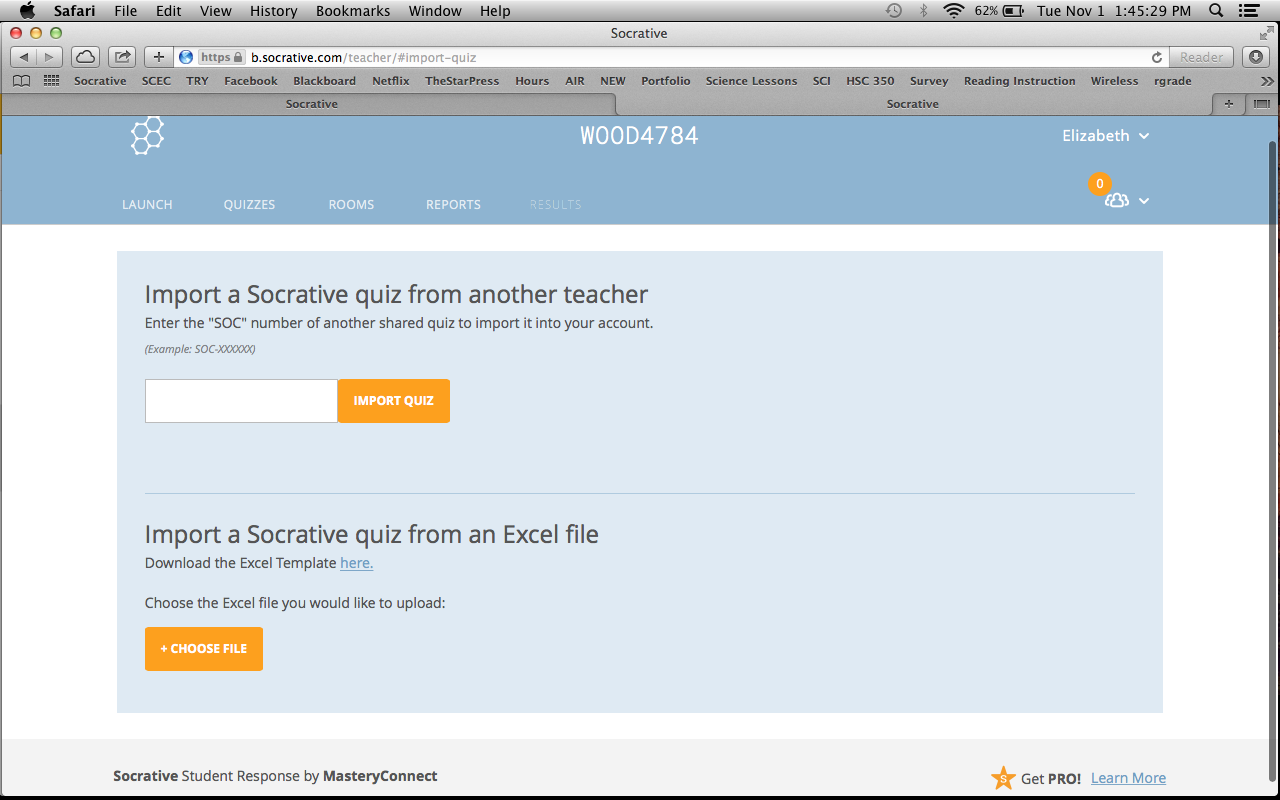 Safari File Edit View History Bookmarks Window Help 62% Tue Nov 1 1:45:29 PM
Socrative
https b.socrative.com/teacher/#import-quiz Reader
Socrative SCEC TRY Facebook Blackboard Netflix TheStarPress Hours AIR NEW Portfolio Science Lessons SCI HSC 350 Survey Reading Instruction Wireless rgrade
Socrative Socrative
WOOD4784 Elizabeth
0
LAUNCH QUIZZES ROOMS REPORTS RESULTS
Import a Socrative quiz from another teacher
Enter the "SOC" number of another shared quiz to import it into your account.
(Example: SOC-XXXXXX)
IMPORT QUIZ
Import a Socrative quiz from an Excel file
Download the Excel Template here.
Choose the Excel file you would like to upload:
+ CHOOSE FILE
Socrative Student Response by MasteryConnect S Get PRO! Learn More